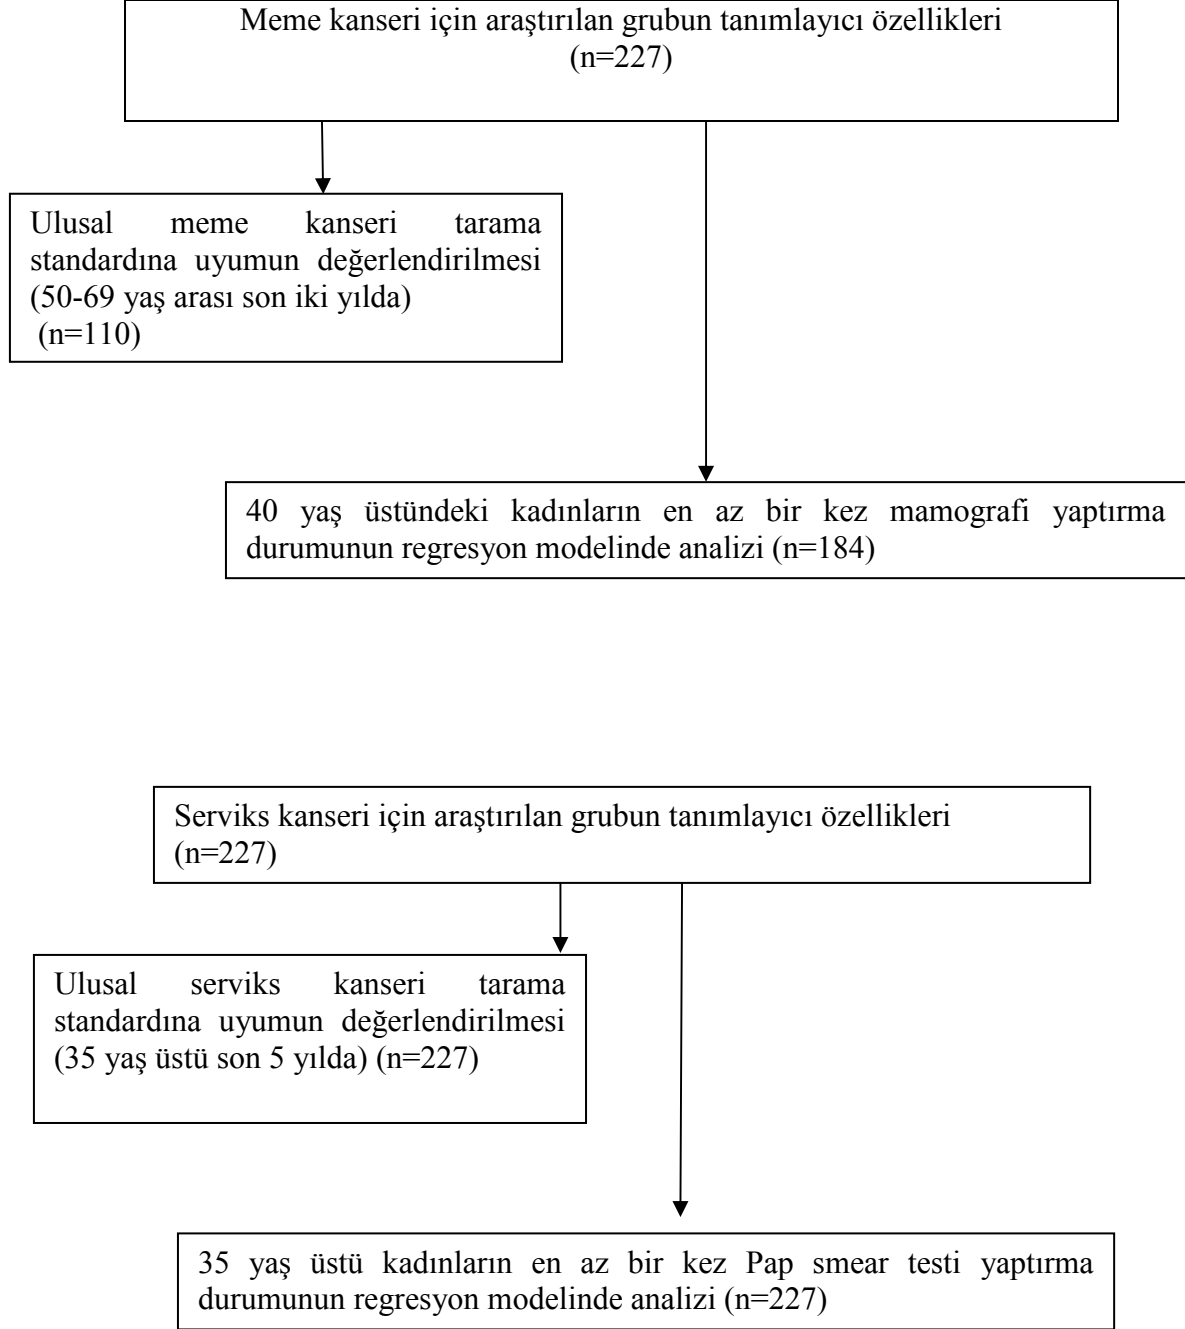 Meme kanseri için araştırılan grubun tanımlayıcı özellikleri
(n=227)
Ulusal meme kanseri tarama
standardına uyumun değerlendirilmesi
(50-69 yaş arası son iki yılda)
(n=110)
40 yaş üstündeki kadınların en az bir kez mamografi yaptırma
durumunun regresyon modelinde analizi (n=184)
Serviks kanseri için araştırılan grubun tanımlayıcı özellikleri
(n=227)
Ulusal serviks kanseri tarama
standardına uyumun değerlendirilmesi
(35 yaş üstü son 5 yılda) (n=227)
35 yaş üstü kadınların en az bir kez Pap smear testi yaptırma
durumunun regresyon modelinde analizi (n=227)